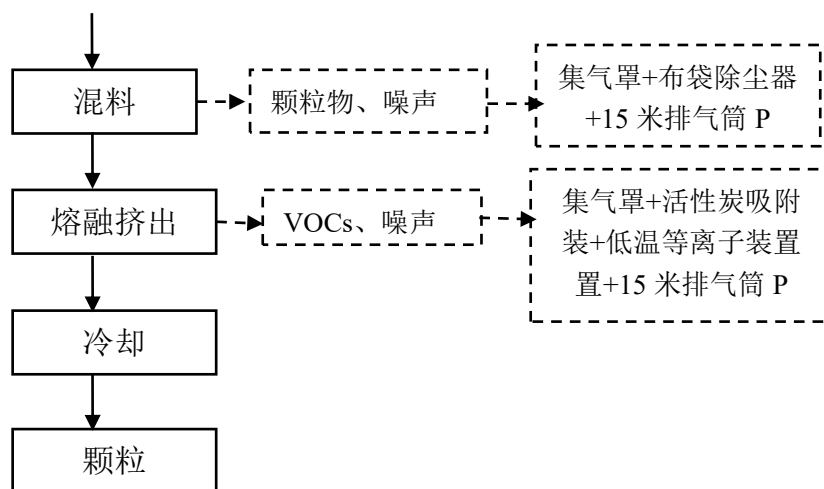 混料
颗粒物、噪声
集气罩+布袋除尘器
+15 米排气筒 P
熔融挤出
VOCs、噪声
集气罩+活性炭吸附
装+低温等离子装置
置+15 米排气筒 P
冷却
颗粒